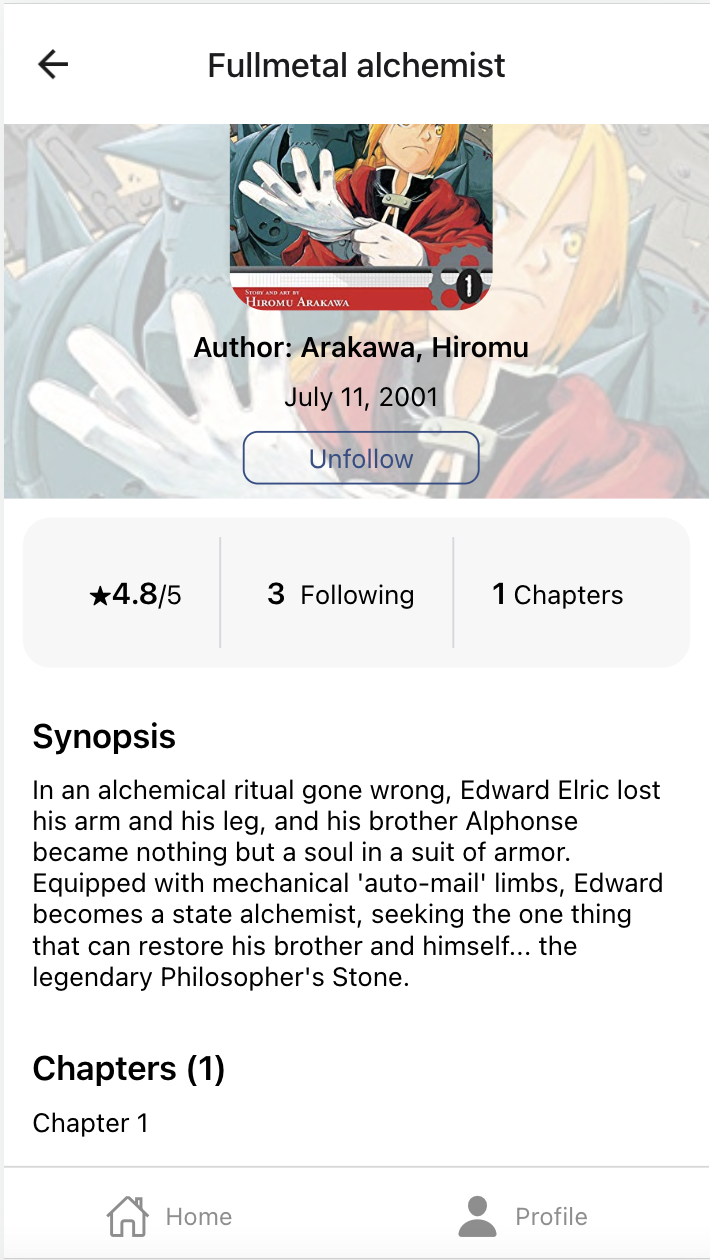 Fullmetal alchemist
STORY AND ART BY
HIROMU ARAKAWA
1
Author: Arakawa, Hiromu
July 11, 2001
Unfollow
★4.8/5
3 Following
1 Chapters
Synopsis
In an alchemical ritual gone wrong, Edward Elric lost
his arm and his leg, and his brother Alphonse
became nothing but a soul in a suit of armor.
Equipped with mechanical 'auto-mail' limbs, Edward
becomes a state alchemist, seeking the one thing
that can restore his brother and himself... the
legendary Philosopher's Stone.
Chapters (1)
Chapter 1
Home
Profile